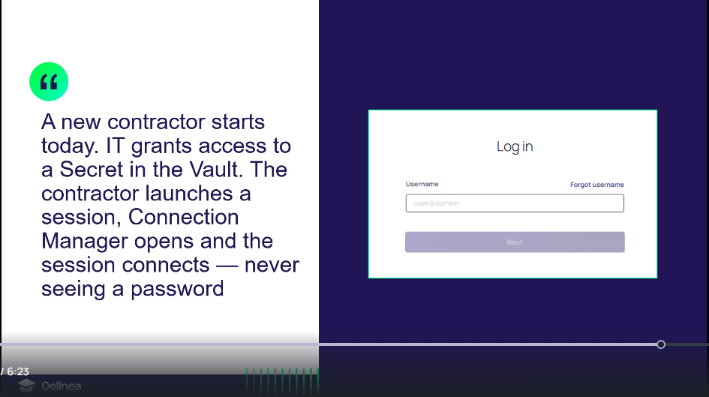 A new contractor starts
today. IT grants access to
a Secret in the Vault. The
contractor launches a
session, Connection
Manager opens and the
session connects — never
seeing a password
Log in
Username Forgot username
user@domain
Next
/ 6:23
Delinea